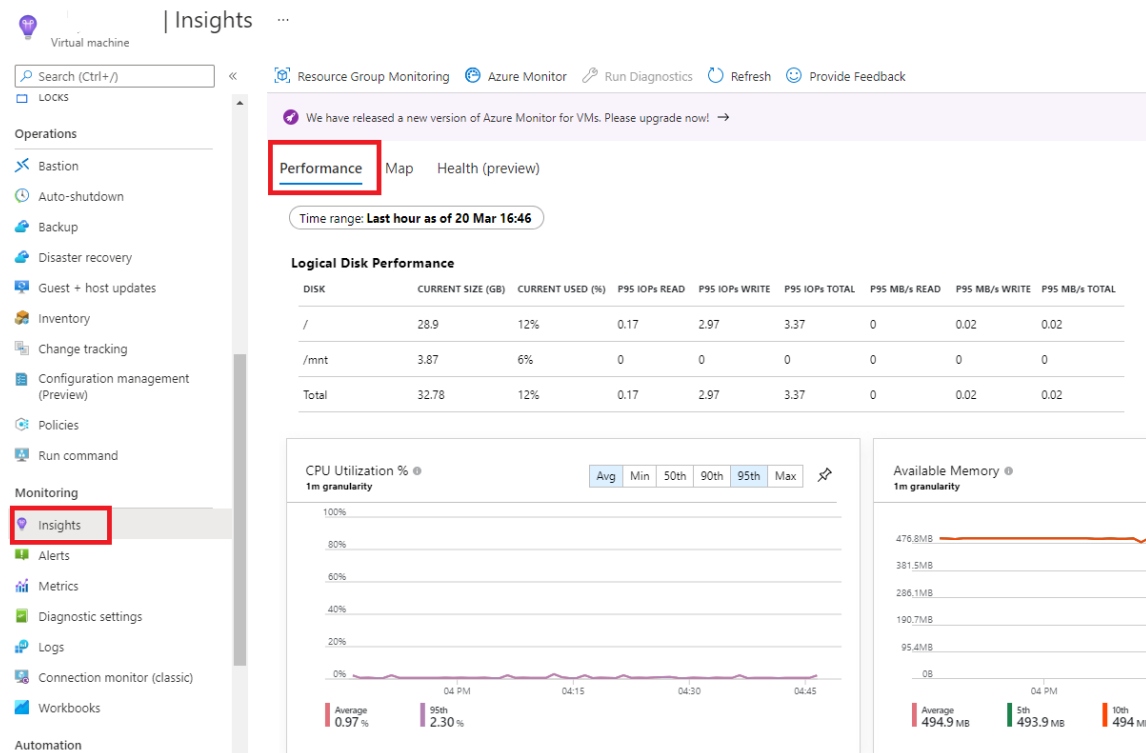 | Insights ...
Virtual machine
Search (Ctrl+/)
«
Resource Group Monitoring Azure Monitor Run Diagnostics Refresh Provide Feedback
Locks
Operations
Bastion
Auto-shutdown
Backup
Disaster recovery
Guest + host updates
Inventory
Change tracking
Configuration management
(Preview)
Policies
Run command
Monitoring
Insights
Alerts
Metrics
Diagnostic settings
Logs
Connection monitor (classic)
Workbooks
Automation
We have released a new version of Azure Monitor for VMs. Please upgrade now! →
Performance Map Health (preview)
Time range: Last hour as of 20 Mar 16:46
Logical Disk Performance
DISK CURRENT SIZE (GB) CURRENT USED (%) P95 IOPs READ P95 IOPs WRITE P95 IOPs TOTAL P95 MB/s READ P95 MB/s WRITE P95 MB/s TOTAL
/ 28.9 12% 0.17 2.97 3.37 0 0.02 0.02
/mnt 3.87 6% 0 0 0 0 0 0
Total 32.78 12% 0.17 2.97 3.37 0 0.02 0.02
CPU Utilization %
1m granularity
Avg Min 50th 90th 95th Max
100%
80%
60%
40%
20%
0%
04 PM 04:15 04:30 04:45
Average 95th
0.97 % 2.30 %
Available Memory
1m granularity
476.8MB
381.5MB
286.1MB
190.7MB
95.4MB
0B
04 PM
Average 5th 10th
494.9 MB 493.9 MB 494